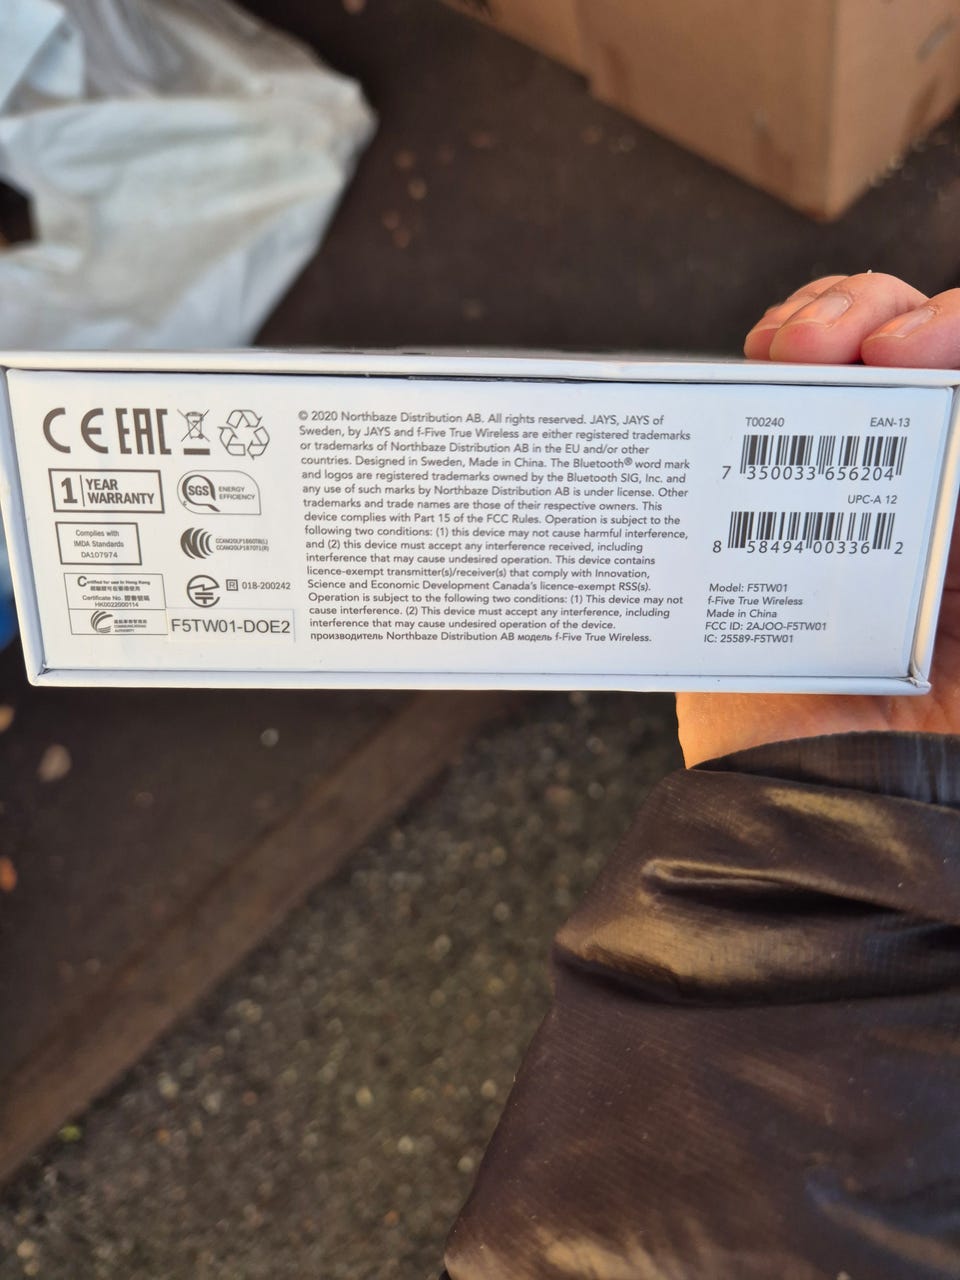 CE EAC
1 YEAR
WARRANTY
SGS ENERGY
EFFICIENCY
Complies with
IMDA Standards
DA107974
CCAM20LP1860T8(L)
CCAM20LP1870T1(R)
Certified for use in Hong Kong
Certificate No. 證書號碼
HK0022000114
COMMUNICATIONS
AUTHORITY
R 018-200242
F5TW01-DOE2
© 2020 Northbaze Distribution AB. All rights reserved. JAYS, JAYS of
Sweden, by JAYS and f-Five True Wireless are either registered trademarks
or trademarks of Northbaze Distribution AB in the EU and/or other
countries. Designed in Sweden, Made in China. The Bluetooth® word mark
and logos are registered trademarks owned by the Bluetooth SIG, Inc. and
any use of such marks by Northbaze Distribution AB is under license. Other
trademarks and trade names are those of their respective owners. This
device complies with Part 15 of the FCC Rules. Operation is subject to the
following two conditions: (1) this device may not cause harmful interference,
and (2) this device must accept any interference received, including
interference that may cause undesired operation. This device contains
licence-exempt transmitter(s)/receiver(s) that comply with Innovation,
Science and Economic Development Canada's licence-exempt RSS(s).
Operation is subject to the following two conditions: (1) This device may not
cause interference. (2) This device must accept any interference, including
interference that may cause undesired operation of the device.
производитель Northbaze Distribution AB модель f-Five True Wireless.
T00240 EAN-13
7 350033 656204
UPC-A 12
8 58494 00336 2
Model: F5TW01
f-Five True Wireless
Made in China
FCC ID: 2AJOO-F5TW01
IC: 25589-F5TW01